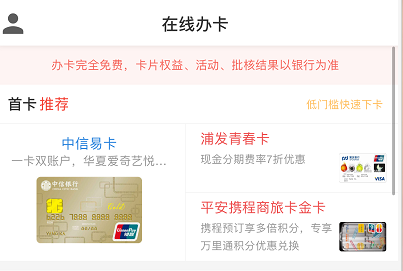 在线办卡
办卡完全免费，卡片权益、活动、批核结果以银行为准
首卡 推荐
低门槛快速下卡
中信易卡
一卡双账户，华夏爱奇艺悦...
中信银行
浦发青春卡
现金分期费率7折优惠
VISA
平安携程商旅卡金卡
携程预订享多倍积分，专享
万里通积分优惠兑换